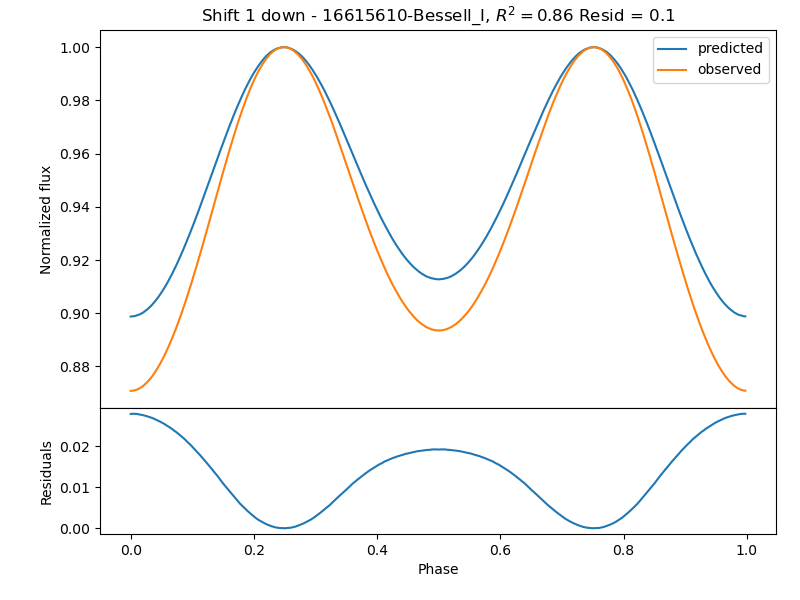 Shift 1 down - 16615610-Bessell_I, R² = 0.86 Resid = 0.1
predicted
observed
Normalized flux
1.00
0.98
0.96
0.94
0.92
0.90
0.88
Residuals
0.02
0.01
0.00
0.0
0.2
0.4
0.6
0.8
1.0
Phase